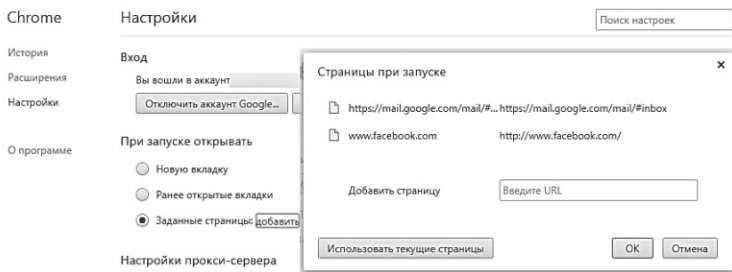 Chrome
История
Расширения
Настройки
О программе
Настройки
Поиск настроек
Вход
Вы вошли в аккаунт
Отключить аккаунт Google...
При запуске открывать
Новую вкладку
Ранее открытые вкладки
Заданные страницы: добавить
Настройки прокси-сервера
Страницы при запуске
https://mail.google.com/mail/#... https://mail.google.com/mail/#inbox
www.facebook.com http://www.facebook.com/
Добавить страницу Введите URL
Использовать текущие страницы OK Отмена